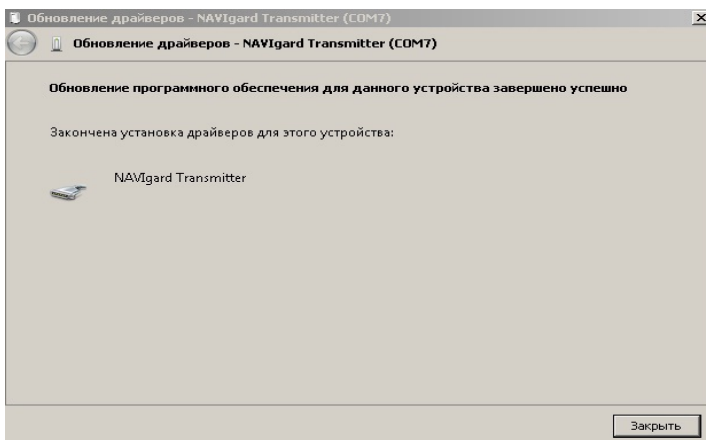 Обновление драйверов - NAVIgard Transmitter (COM7)
Обновление драйверов - NAVIgard Transmitter (COM7)
Обновление программного обеспечения для данного устройства завершено успешно
Закончена установка драйверов для этого устройства:
NAVIgard Transmitter
Закрыть